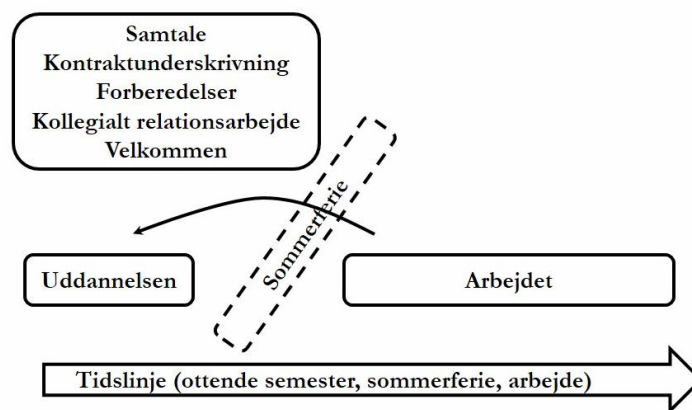 Samtale
Kontraktunderskrivning
Forberedelser
Kollegialt relationsarbejde
Velkommen
Sommerferie
Uddannelsen
Arbejdet
Tidslinje (ottende semester, sommerferie, arbejde)